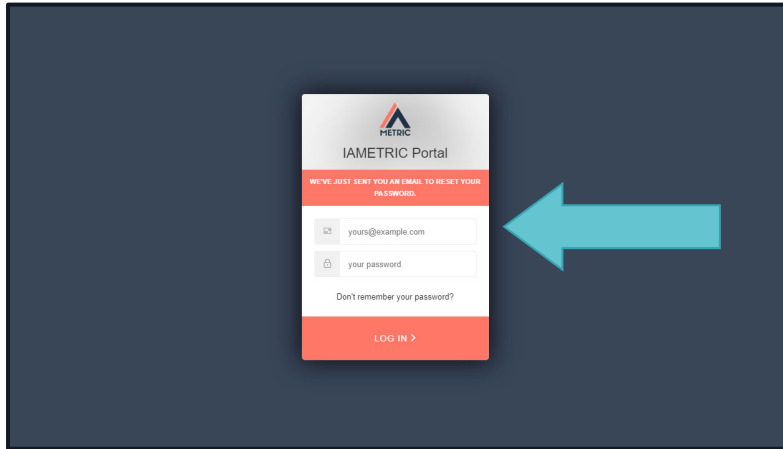 METRIC
IAMETRIC Portal
WE'VE JUST SENT YOU AN EMAIL TO RESET YOUR
PASSWORD.
yours@example.com
your password
Don't remember your password?
LOG IN >